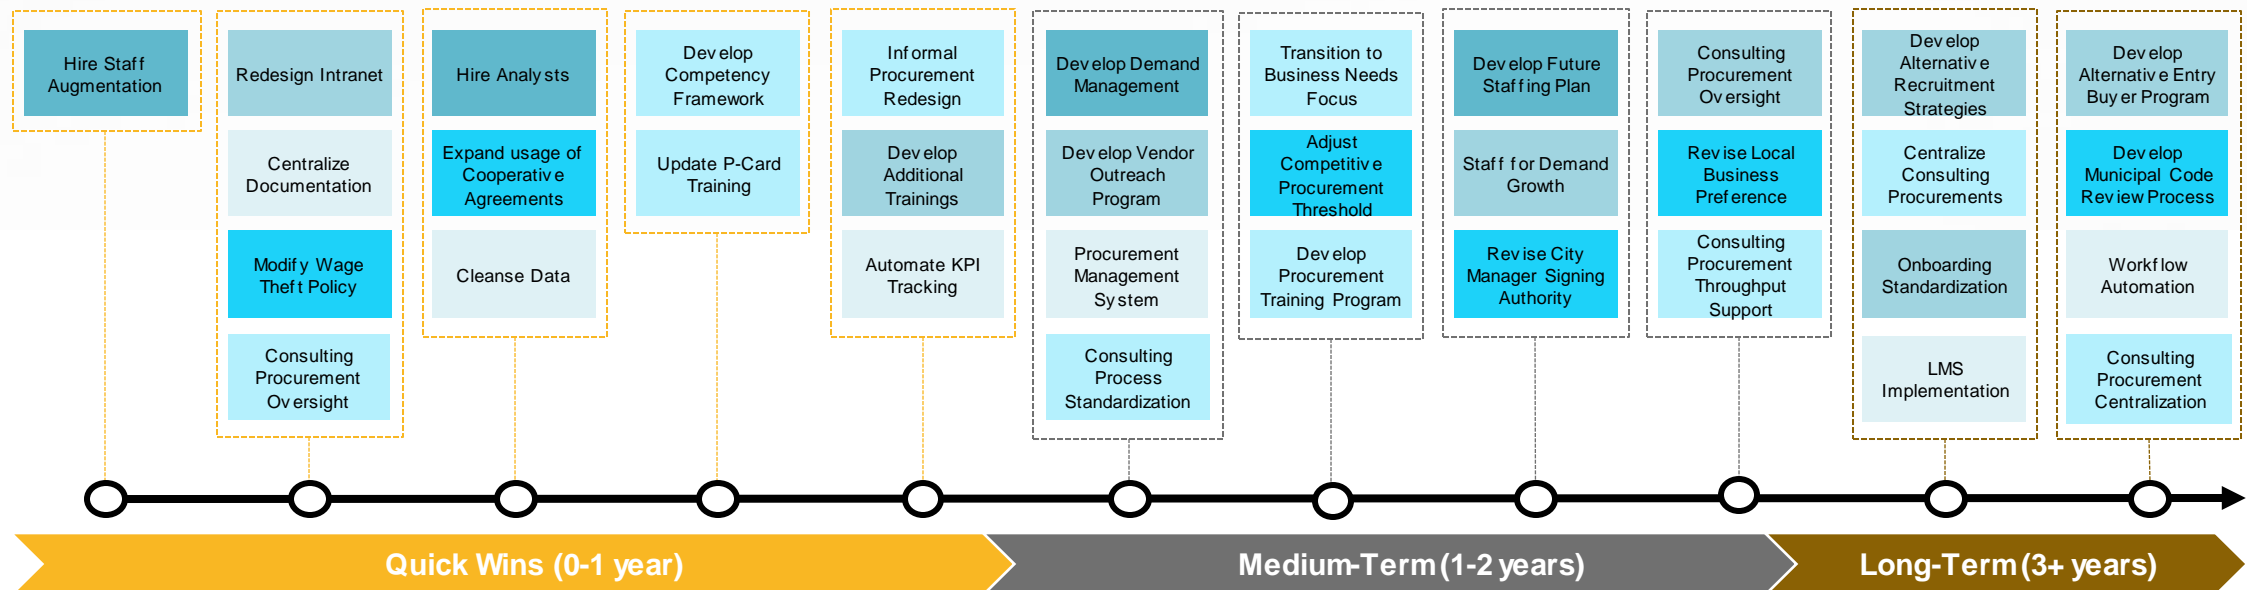 Hire Staff
Augmentation
Redesign Intranet
Centralize
Documentation
Modify Wage
Theft Policy
Consulting
Procurement
Oversight
Hire Analysts
Expand usage of
Cooperative
Agreements
Cleanse Data
Develop
Competency
Framework
Update P-Card
Training
Informal
Procurement
Redesign
Develop
Additional
Trainings
Automate KPI
Tracking
Develop Demand
Management
Develop Vendor
Outreach
Program
Procurement
Management
System
Consulting
Process
Standardization
Transition to
Business Needs
Focus
Adjust
Competitive
Procurement
Threshold
Develop
Procurement
Training Program
Develop Future
Staffing Plan
Staff for Demand
Growth
Revise City
Manager Signing
Authority
Consulting
Procurement
Oversight
Revise Local
Business
Preference
Consulting
Procurement
Throughput
Support
Develop
Alternative
Recruitment
Strategies
Centralize
Consulting
Procurements
Onboarding
Standardization
LMS
Implementation
Develop
Alternative Entry
Buyer Program
Develop
Municipal Code
Review Process
Workflow
Automation
Consulting
Procurement
Centralization
Quick Wins (0-1 year)
Medium-Term (1-2 years)
Long-Term (3+ years)